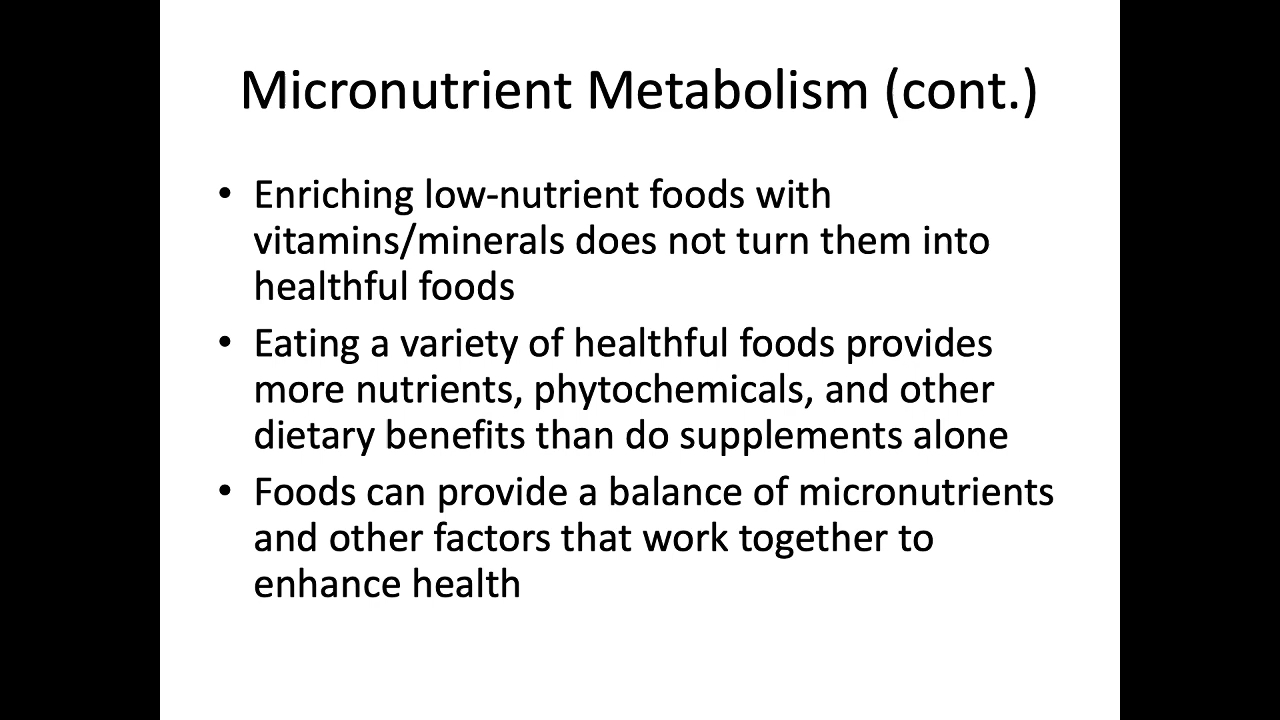 Micronutrient Metabolism (cont.)
• Enriching low-nutrient foods with
vitamins/minerals does not turn them into
healthful foods
• Eating a variety of healthful foods provides
more nutrients, phytochemicals, and other
dietary benefits than do supplements alone
• Foods can provide a balance of micronutrients
and other factors that work together to
enhance health